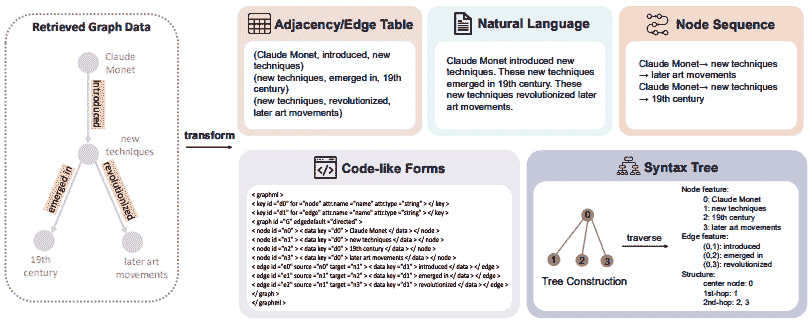 Retrieved Graph Data
Claude
Monet
introduced
new
techniques
emerged in
revolutionized
19th
century
later art
movements
transform
Adjacency/Edge Table
(Claude Monet, introduced, new
techniques)
(new techniques, emerged in, 19th
century)
(new techniques, revolutionized,
later art movements)
Natural Language
Claude Monet introduced new
techniques. These new techniques
emerged in 19th century. These
new techniques revolutionized later
art movements.
Node Sequence
Claude Monet→ new techniques
→ later art movements
Claude Monet→ new techniques
→ 19th century
Code-like Forms
< graphml >
< key id ="d0" for ="node" attr.name ="name" attr.type ="string" > </ key >
< key id ="d1" for ="edge" attr.name ="name" attr.type ="string" > </ key >
< graph id ="G" edgedefault ="directed" >
< node id ="n0" > < data key ="d0" > Claude Monet </ data > </ node >
< node id ="n1" > < data key ="d0" > new techniques </ data > </ node >
< node id ="n2" > < data key ="d0" > 19th century </ data > </ node >
< node id ="n3" > < data key ="d0" > later art movements </ data > </ node >
< edge id ="e0" source ="n0" target ="n1" > < data key ="d1" > introduced </ data > </ edge >
< edge id ="e1" source ="n1" target ="n2" > < data key ="d1" > emerged in </ data > </ edge >
< edge id ="e2" source ="n1" target ="n3" > < data key ="d1" > revolutionized </ data > </ edge >
</ graph >
</ graphml >
Syntax Tree
0
1 2 3
Tree Construction
traverse
Node feature:
0: Claude Monet
1: new techniques
2: 19th century
3: later art movements
Edge feature:
(0,1): introduced
(0,2): emerged in
(0,3): revolutionized
Structure:
center node: 0
1st-hop: 1
2nd-hop: 2, 3